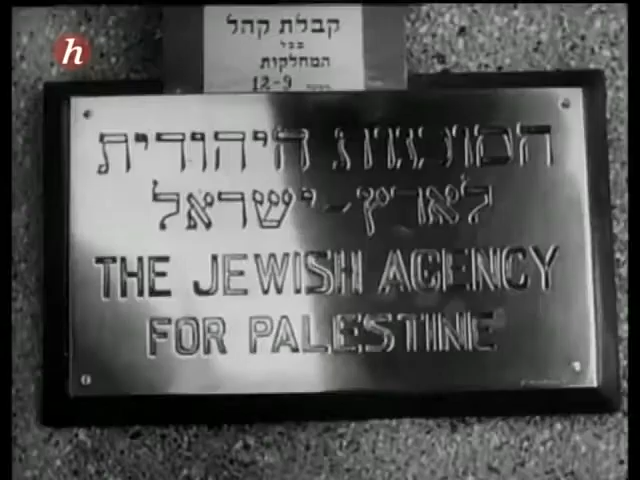 h
קבלת קהל
בכל
המחלקות
12-9
הסוכנות היהודית
לארץ-ישראל
THE JEWISH AGENCY
FOR PALESTINE